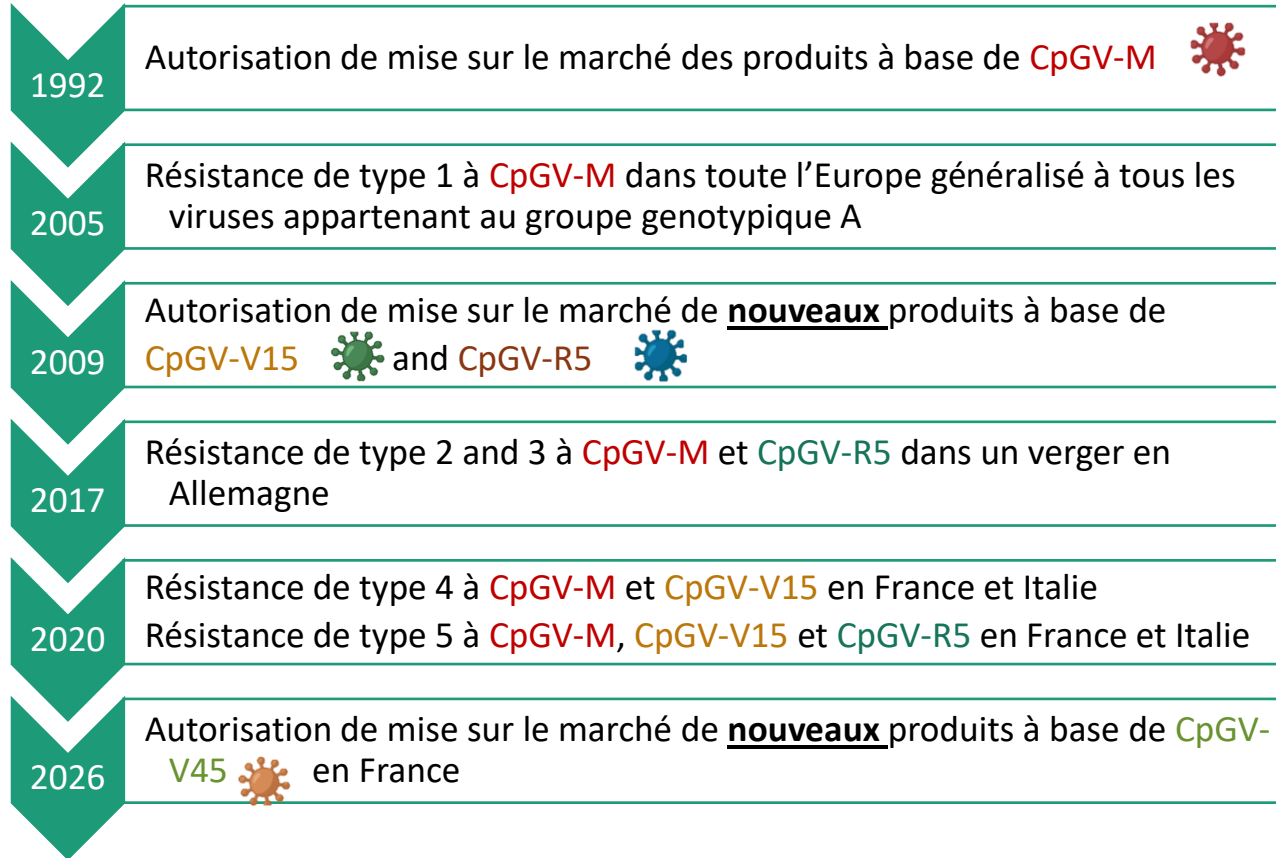 1992
Autorisation de mise sur le marché des produits à base de CpGV-M
2005
Résistance de type 1 à CpGV-M dans toute l’Europe généralisé à tous les
viruses appartenant au groupe genotypique A
2009
Autorisation de mise sur le marché de nouveaux produits à base de
CpGV-V15 and CpGV-R5
2017
Résistance de type 2 and 3 à CpGV-M et CpGV-R5 dans un verger en
Allemagne
2020
Résistance de type 4 à CpGV-M et CpGV-V15 en France et Italie
Résistance de type 5 à CpGV-M, CpGV-V15 et CpGV-R5 en France et Italie
2026
Autorisation de mise sur le marché de nouveaux produits à base de CpGV-
V45 en France